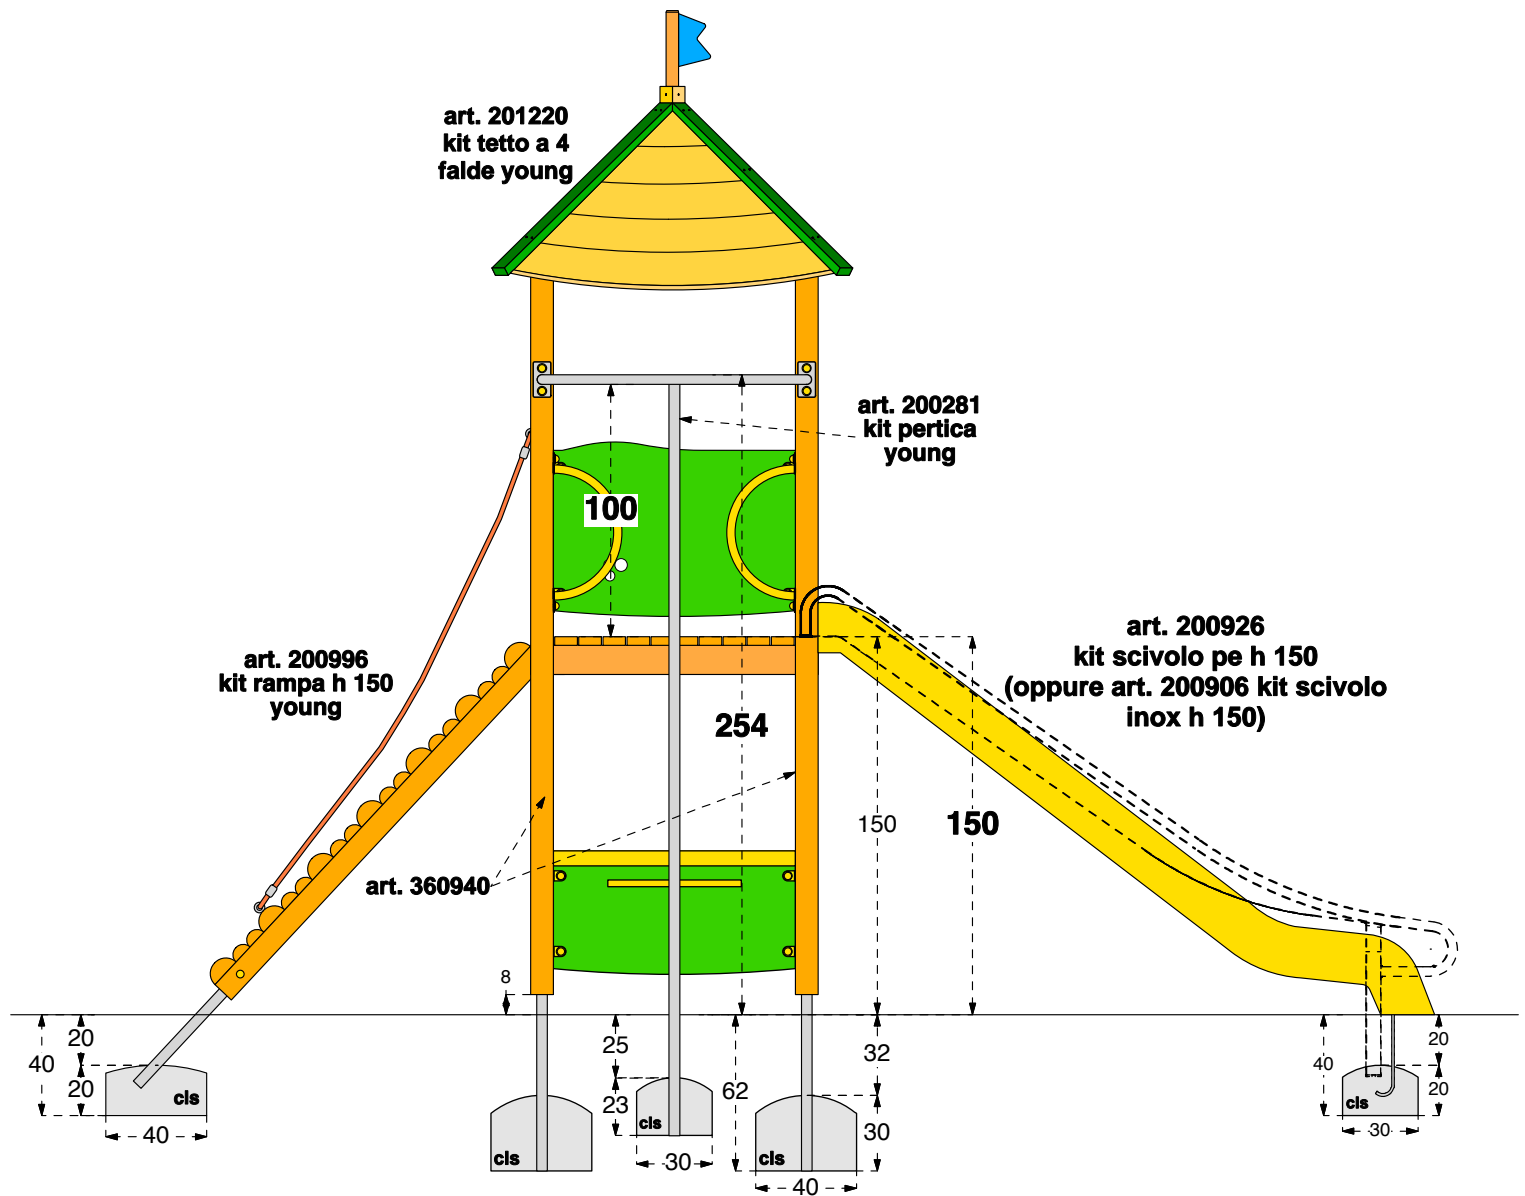 art. 201220
kit tetto a 4
falde young
art. 200281
kit pertica
young
100
art. 200926
kit scivolo pe h 150
(oppure art. 200906 kit scivolo
inox h 150)
art. 200996
kit rampa h 150
young
254
150
150
art. 360940
8
20
40
20
cls
40
25
23
cls
30
62
cls
32
30
cls
40
20
40
20
cls
30